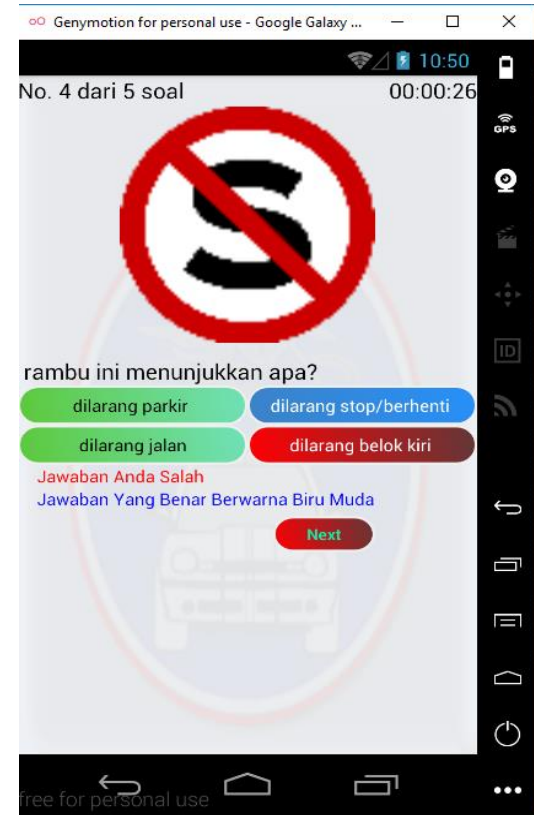 Genymotion for personal use - Google Galaxy ...
10:50
No. 4 dari 5 soal
00:00:26
GPS
S
rambu ini menunjukkan apa?
dilarang parkir
dilarang stop/berhenti
dilarang jalan
dilarang belok kiri
ID
Jawaban Anda Salah
Jawaban Yang Benar Berwarna Biru Muda
Next
free for personal use